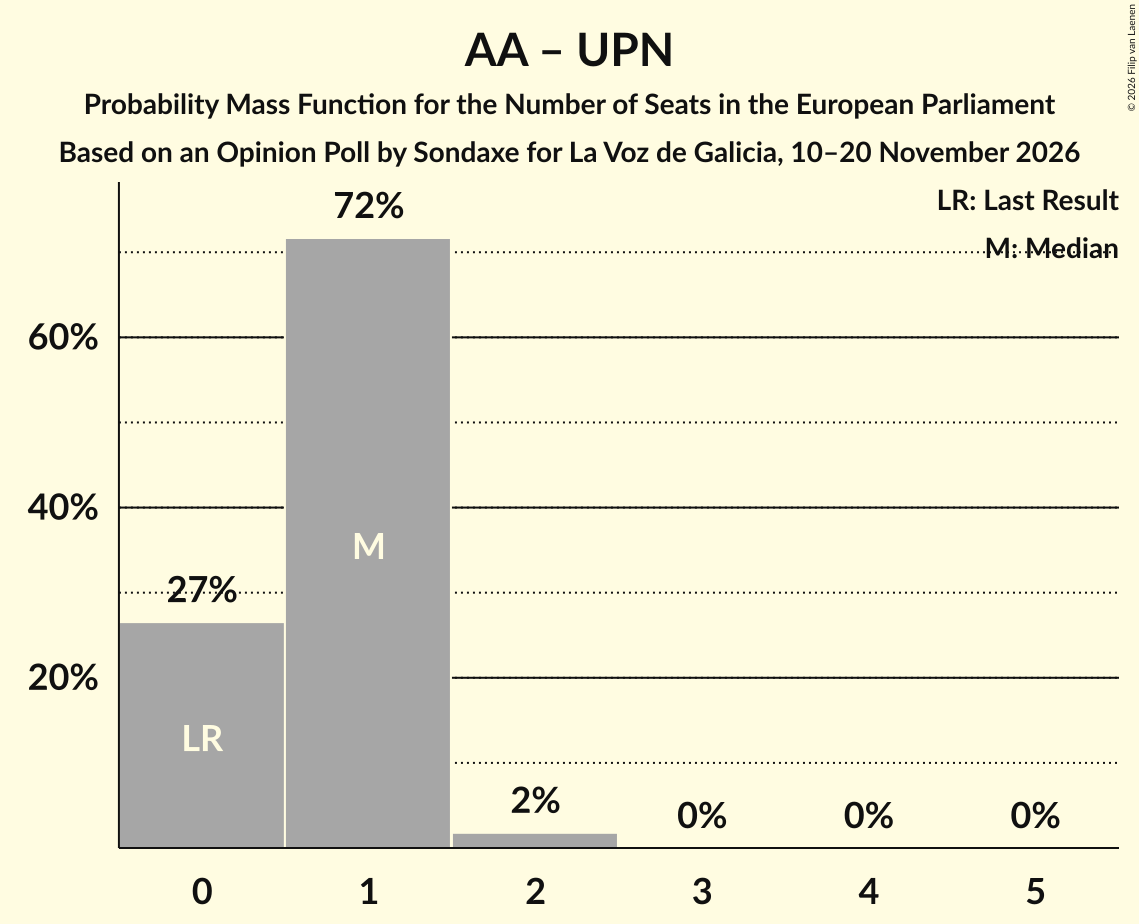 AA – UPN
Probability Mass Function for the Number of Seats in the European Parliament
Based on an Opinion Poll by Sondaxe for La Voz de Galicia, 10–20 November 2026
© 2026 Filip van Laenen
LR: Last Result
M: Median
72%
60%
40%
M
27%
20%
LR
2%
0%
0%
0%
0
1
2
3
4
5